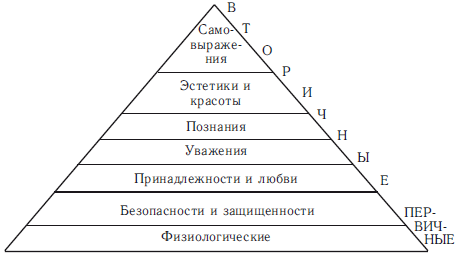 В
Т
О
Р
И
Ч
Н
Ы
Е
Само-
выраже-
ния
Эстетики и
красоты
Познания
Уважения
Принадлежности и любви
Безопасности и защищенности
Физиологические
ПЕР-
ВИЧ-
НЫЕ